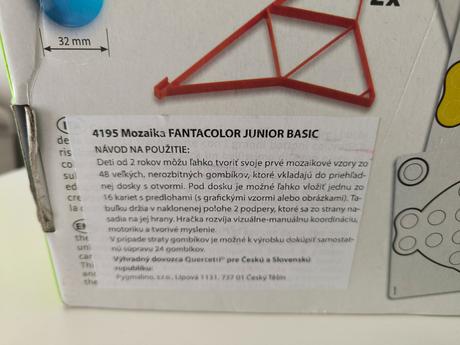 2x
32 mm
4195 Mozaika FANTACOLOR JUNIOR BASIC
NÁVOD NA POUŽITIE:
Deti od 2 rokov môžu ľahko tvoriť svoje prvé mozaikové vzory zo
48 veľkých, nerozbitných gombíkov, ktoré vkladajú do priehľad-
nej dosky s otvormi. Pod dosku je možné ľahko vložiť jednu zo
16 kariet s predlohami (s grafickými vzormi alebo obrázkami). Ta-
buľku držia v naklonenej polohe 2 podpery, ktoré sa zo strany na-
sadia na jej hrany. Hračka rozvíja vizuálne-manuálnu koordináciu,
motoriku a tvorivé myslenie.
V prípade straty gombíkov je možné k výrobku dokúpiť samostat-
nú súpravu 24 gombíkov.
Výhradný dovozca Quercetti® pre Českú a Slovenskú
republiku:
Pygmalino, s.r.o., Lípová 1131, 737 01 Český Těšín